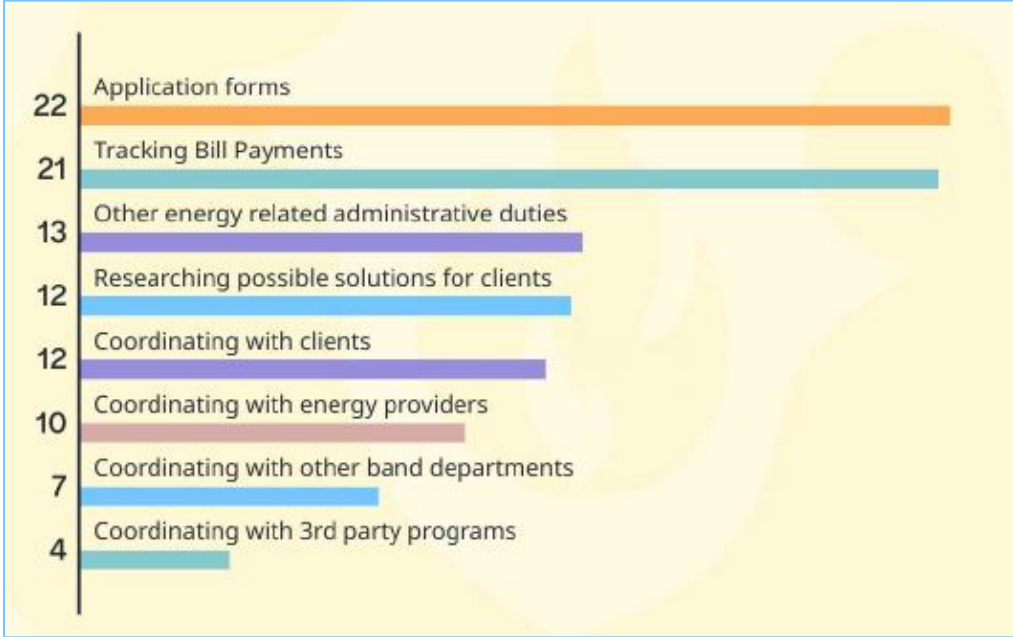 Application forms
22
Tracking Bill Payments
21
Other energy related administrative duties
13
Researching possible solutions for clients
12
Coordinating with clients
12
Coordinating with energy providers
10
Coordinating with other band departments
7
Coordinating with 3rd party programs
4